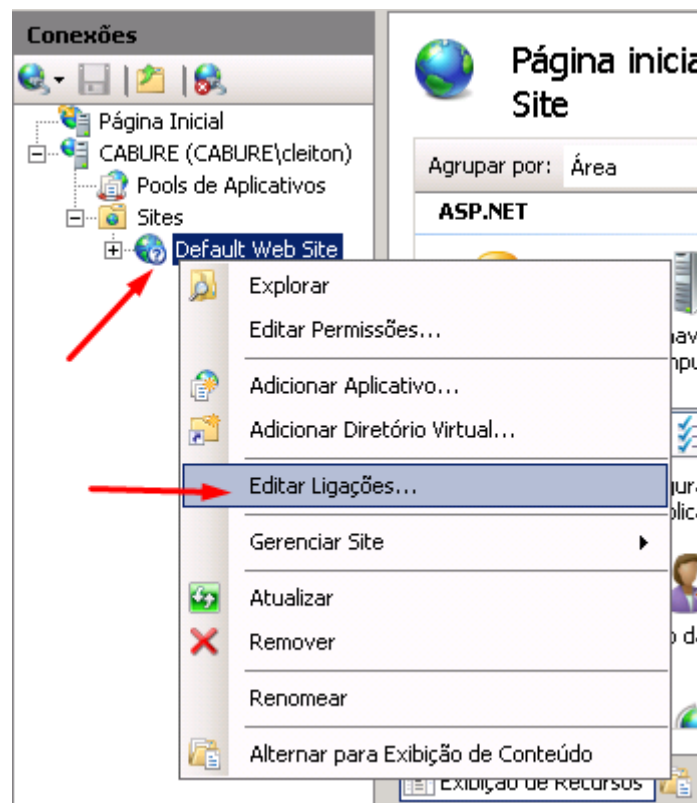 Conexões
Página Inicial
CABURE (CABURE\cleiton)
Pools de Aplicativos
Sites
Default Web Site
Explorar
Editar Permissões...
Adicionar Aplicativo...
Adicionar Diretório Virtual...
Editar Ligações...
Gerenciar Site
Atualizar
Remover
Renomear
Alternar para Exibição de Conteúdo
Página inicia
Site
Agrupar por: Área
ASP.NET
Exibição de Recursos